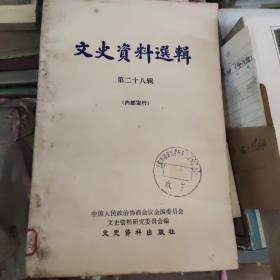 文史資料選輯
第二十八辑
(内部发行)
中国人民政治协商会议全国委员会
文史资料研究委员会编
文史资料出版社